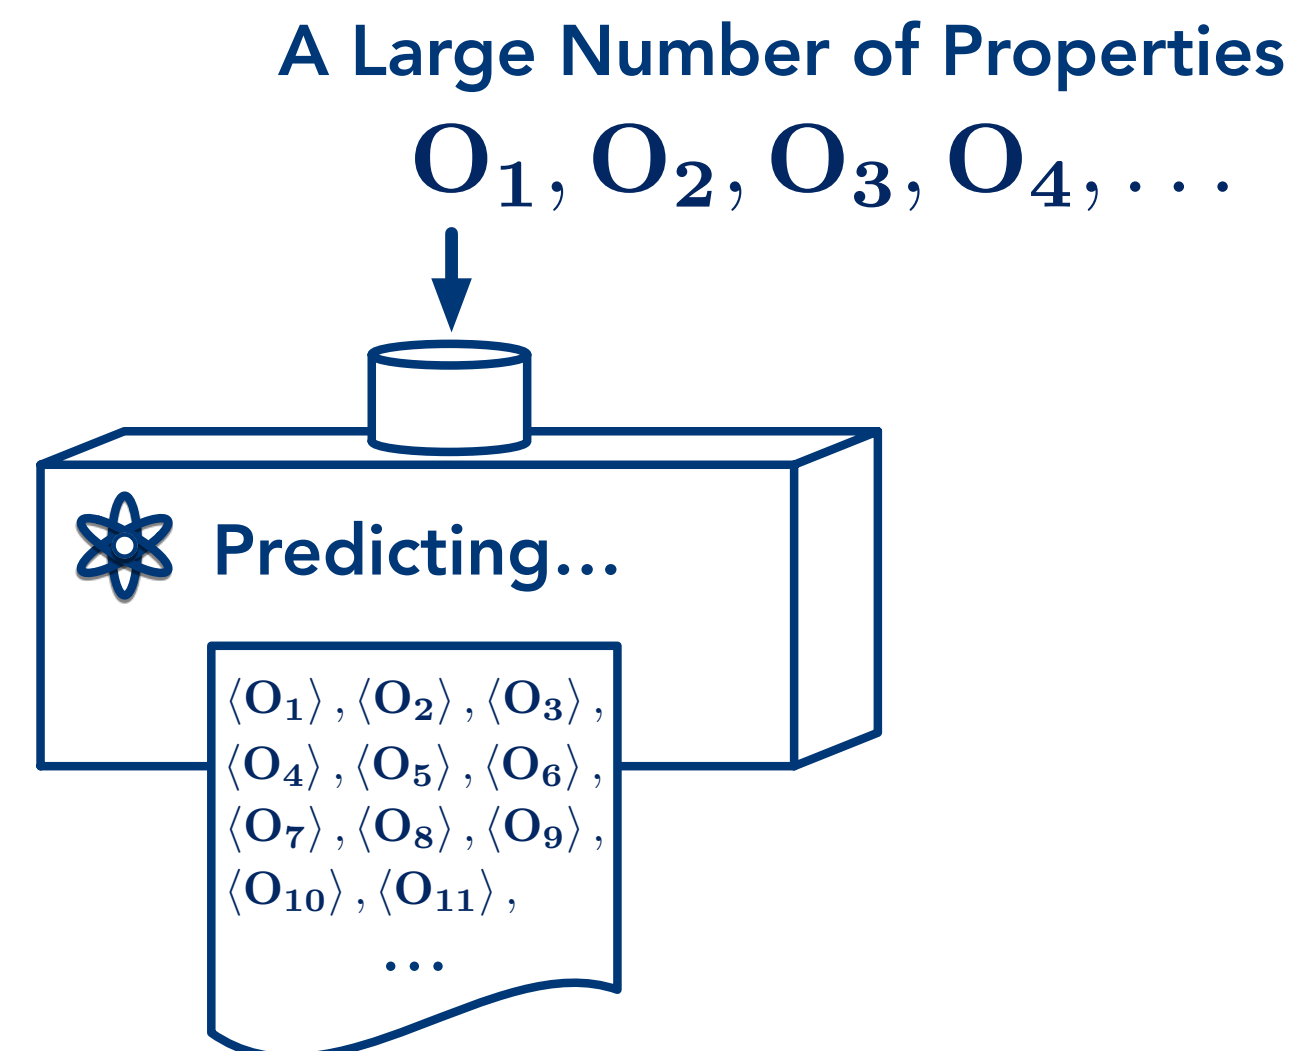 A Large Number of Properties
O₁, O₂, O₃, O₄, . . .
Predicting...
⟨O₁⟩, ⟨O₂⟩, ⟨O₃⟩,
⟨O₄⟩, ⟨O₅⟩, ⟨O₆⟩,
⟨O₇⟩, ⟨O₈⟩, ⟨O₉⟩,
⟨O₁₀⟩, ⟨O₁₁⟩,
...